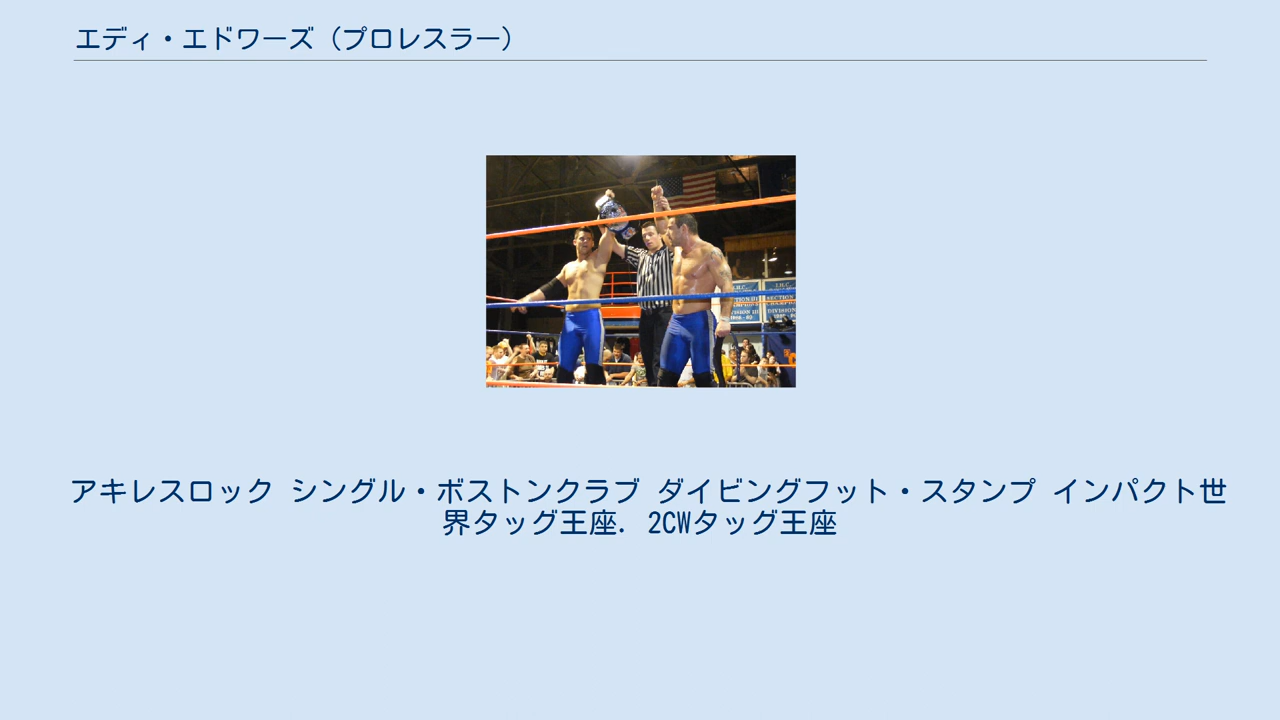 エディ・エドワーズ（プロレスラー）
アキレスロック シングル・ボストンクラブ ダイビングフット・スタンプ インパクト世
界タッグ王座. 2CWタッグ王座